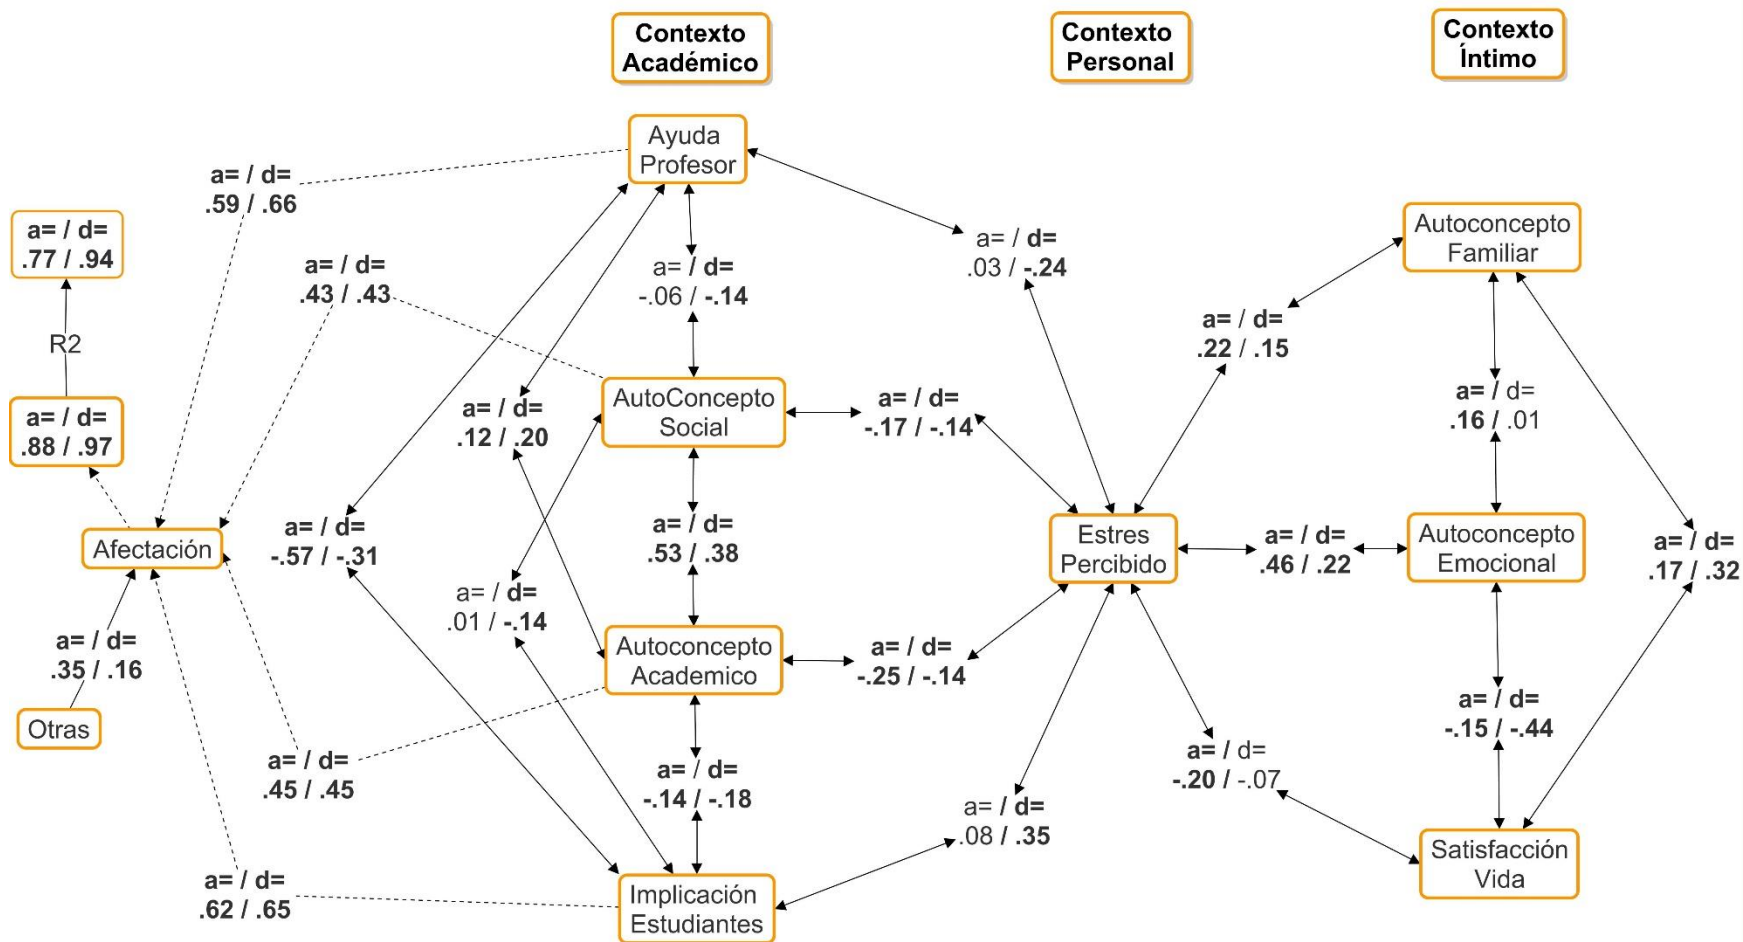 Contexto
Académico
Contexto
Personal
Contexto
Íntimo
Ayuda
Profesor
a= / d=
.59 / .66
a= / d=
.77 / .94
Autoconcepto
Familiar
a= / d=
.03 / -.24
a= / d=
-.06 / -.14
a= / d=
.43 / .43
a= / d=
.22 / .15
R2
AutoConcepto
Social
a= / d=
.12 / .20
a= / d=
-.17 / -.14
a= / d=
.16 / .01
a= / d=
.88 / .97
Afectación
a= / d=
-.57 / -.31
a= / d=
.53 / .38
Estres
Percibido
a= / d=
.46 / .22
Autoconcepto
Emocional
a= / d=
.17 / .32
a= / d=
.01 / -.14
a= / d=
.35 / .16
Autoconcepto
Academico
a= / d=
-.25 / -.14
Otras
a= / d=
-.15 / -.44
a= / d=
.45 / .45
a= / d=
-.14 / -.18
a= / d=
-.20 / -.07
a= / d=
.08 / .35
Satisfacción
Vida
a= / d=
.62 / .65
Implicación
Estudiantes